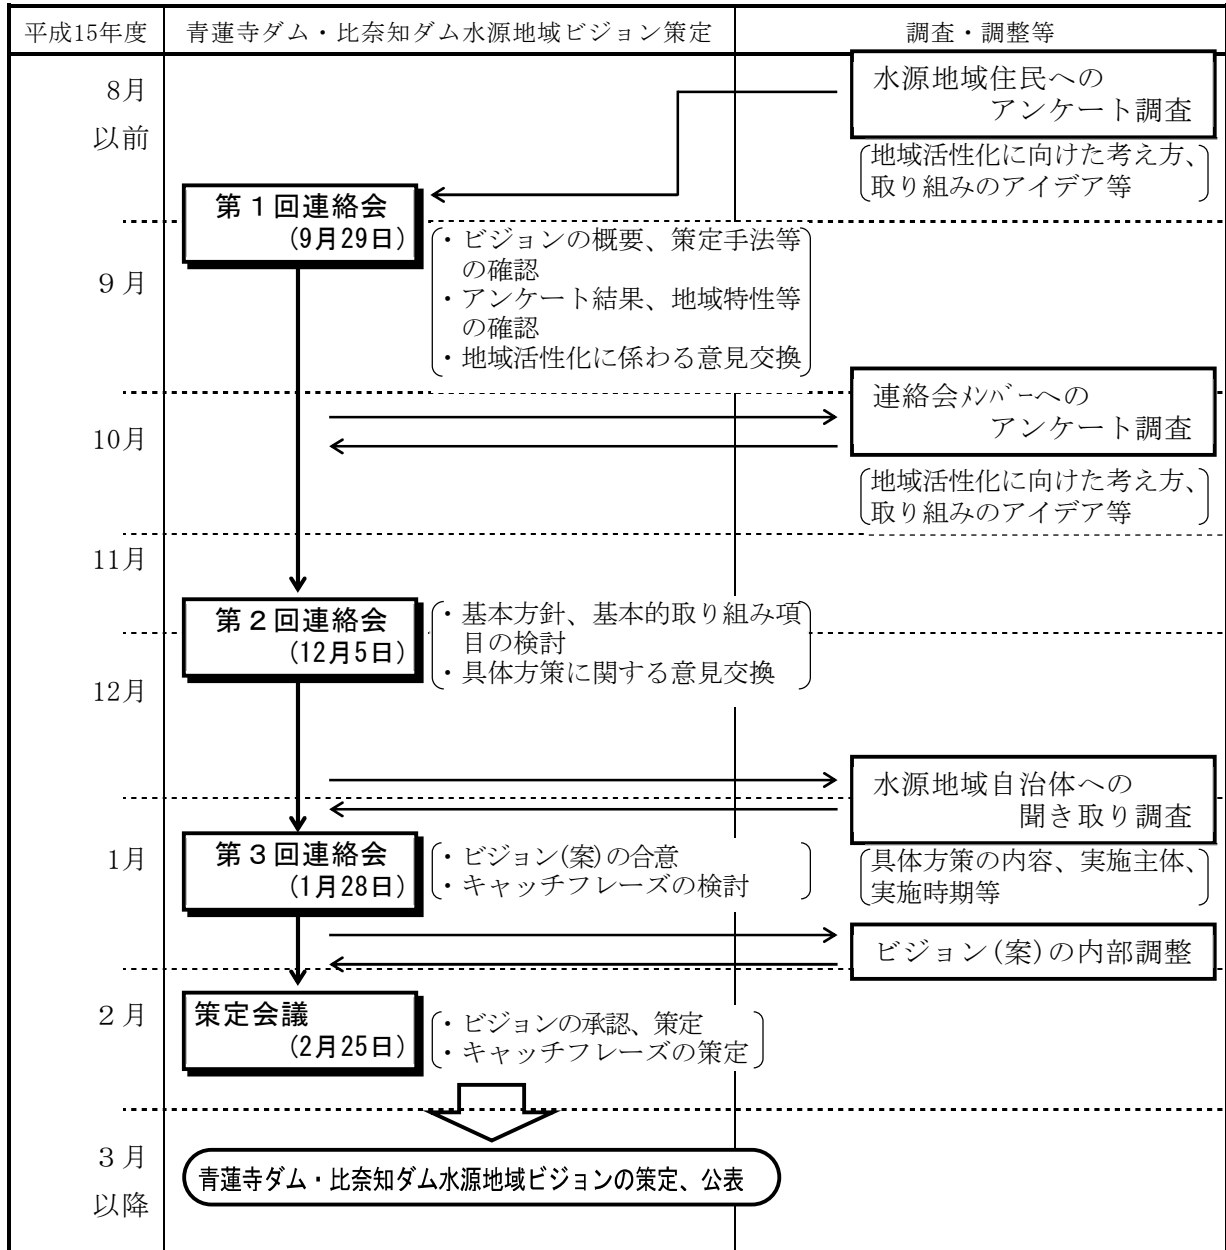 平成15年度
青蓮寺ダム・比奈知ダム水源地域ビジョン策定
調査・調整等
8月
以前
水源地域住民への
アンケート調査
地域活性化に向けた考え方、
取り組みのアイデア等
第1回連絡会
(9月29日)
・ビジョンの概要、策定手法等
の確認
・アンケート結果、地域特性等
の確認
・地域活性化に係わる意見交換
9月
連絡会ﾒﾝﾊﾞｰへの
アンケート調査
10月
地域活性化に向けた考え方、
取り組みのアイデア等
11月
第2回連絡会
(12月5日)
・基本方針、基本的取り組み項
目の検討
・具体方策に関する意見交換
12月
水源地域自治体への
聞き取り調査
1月
第3回連絡会
(1月28日)
・ビジョン(案)の合意
・キャッチフレーズの検討
具体方策の内容、実施主体、
実施時期等
ビジョン(案)の内部調整
2月
策定会議
(2月25日)
・ビジョンの承認、策定
・キャッチフレーズの策定
3月
以降
青蓮寺ダム・比奈知ダム水源地域ビジョンの策定、公表